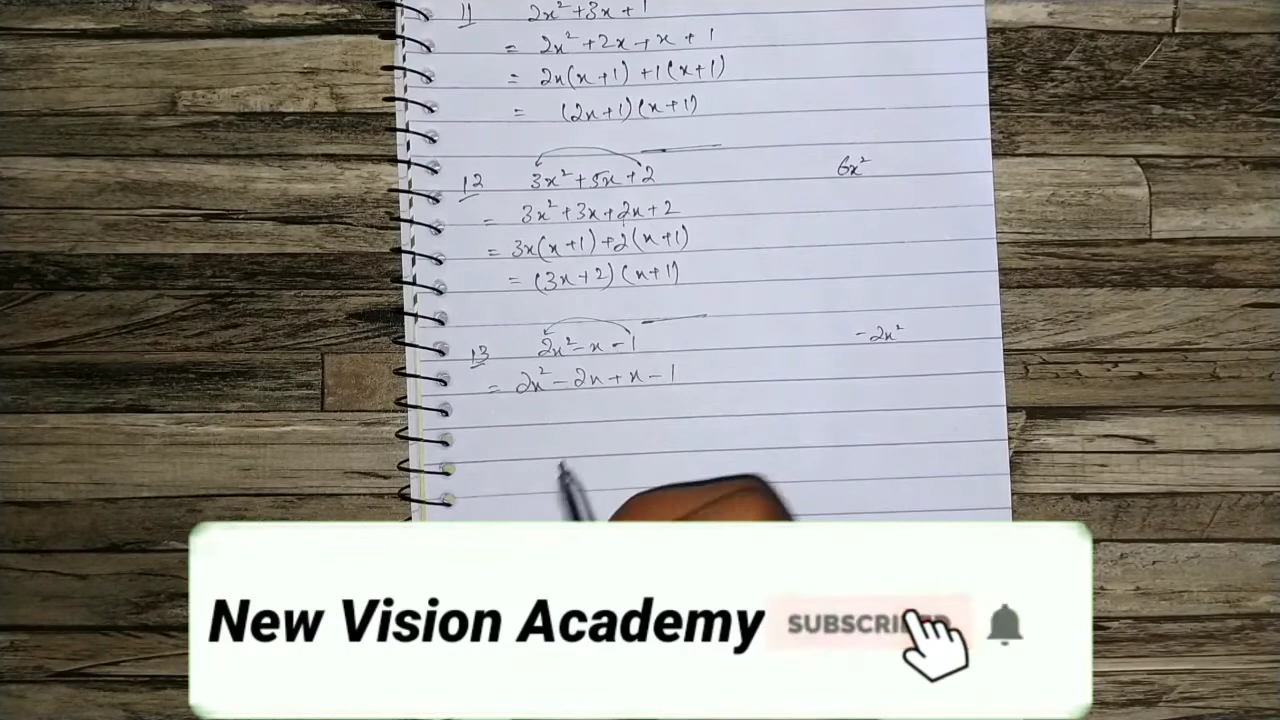 11 2x² + 3x + 1
= 2x² + 2x + x + 1
= 2x(x+1) + 1(x+1)
= (2x+1)(x+1)
12 3x² + 5x + 2 6x²
= 3x² + 3x + 2x + 2
= 3x(x+1) + 2(x+1)
= (3x+2)(x+1)
13 2x² - x - 1 -2x²
= 2x² - 2x + x - 1
New Vision Academy